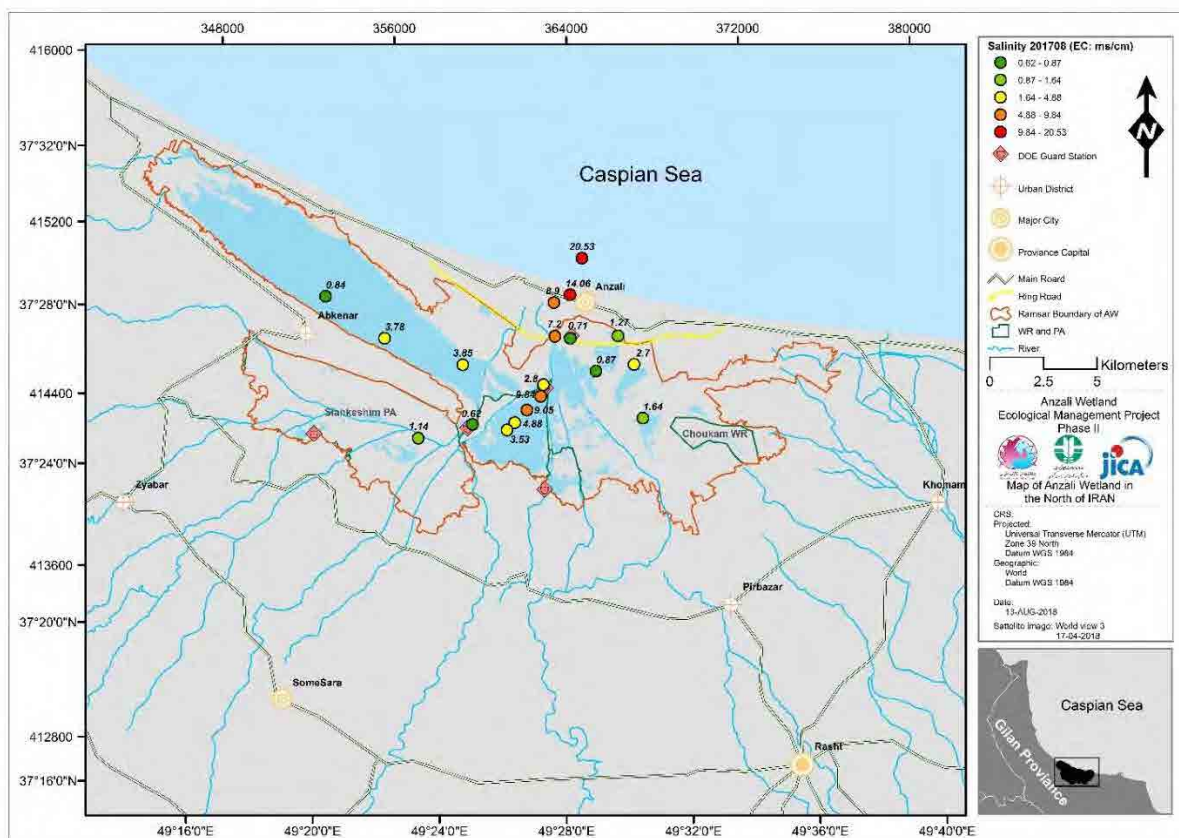 348000
356000
364000
372000
380000
416000
415200
414400
413600
412800
37°32'0"N
37°28'0"N
37°24'0"N
37°20'0"N
37°16'0"N
49°16'0"E
49°20'0"E
49°24'0"E
49°28'0"E
49°32'0"E
49°36'0"E
49°40'0"E
Caspian Sea
20.53
14.06
Anzali
8.9
0.84
Abkenar
3.78
7.2
0.71
1.27
3.85
0.87
2.7
2.8
9.05
4.88
3.53
0.62
1.14
1.64
Siahkeshim PA
Choukam WR
Zyabar
Khomam
Pirbazar
SomeSara
Rasht
Salinity 201708 (EC: ms/cm)
0.62 - 0.87
0.87 - 1.64
1.64 - 4.88
4.88 - 9.84
9.84 - 20.53
DOE Guard Station
Urban District
Major City
Proviance Capital
Main Roard
Ring Road
Ramsar Boundary of AW
WR and PA
River
N
Kilometers
0 2.5 5
Anzali Wetland
Ecological Management Project
Phase II
jICA
Map of Anzali Wetland in
the North of IRAN
CRS:
Projected:
Universal Transverse Mercator (UTM)
Zone 39 North
Datum WGS 1984
Geographic:
World
Datum WGS 1984
Date:
13-AUG-2018
Sattolito Imago: World view 3
17-04-2018
Caspian Sea
Gilan Proviance